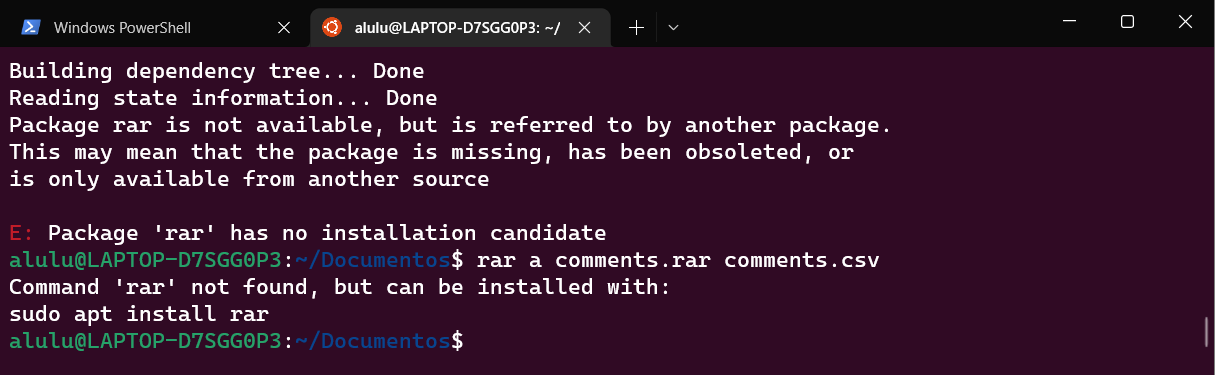 Windows PowerShell
alulu@LAPTOP-D7SGG0P3: ~/
Building dependency tree... Done
Reading state information... Done
Package rar is not available, but is referred to by another package.
This may mean that the package is missing, has been obsoleted, or
is only available from another source
E: Package 'rar' has no installation candidate
alulu@LAPTOP-D7SGG0P3:~/Documentos$ rar a comments.rar comments.csv
Command 'rar' not found, but can be installed with:
sudo apt install rar
alulu@LAPTOP-D7SGG0P3:~/Documentos$